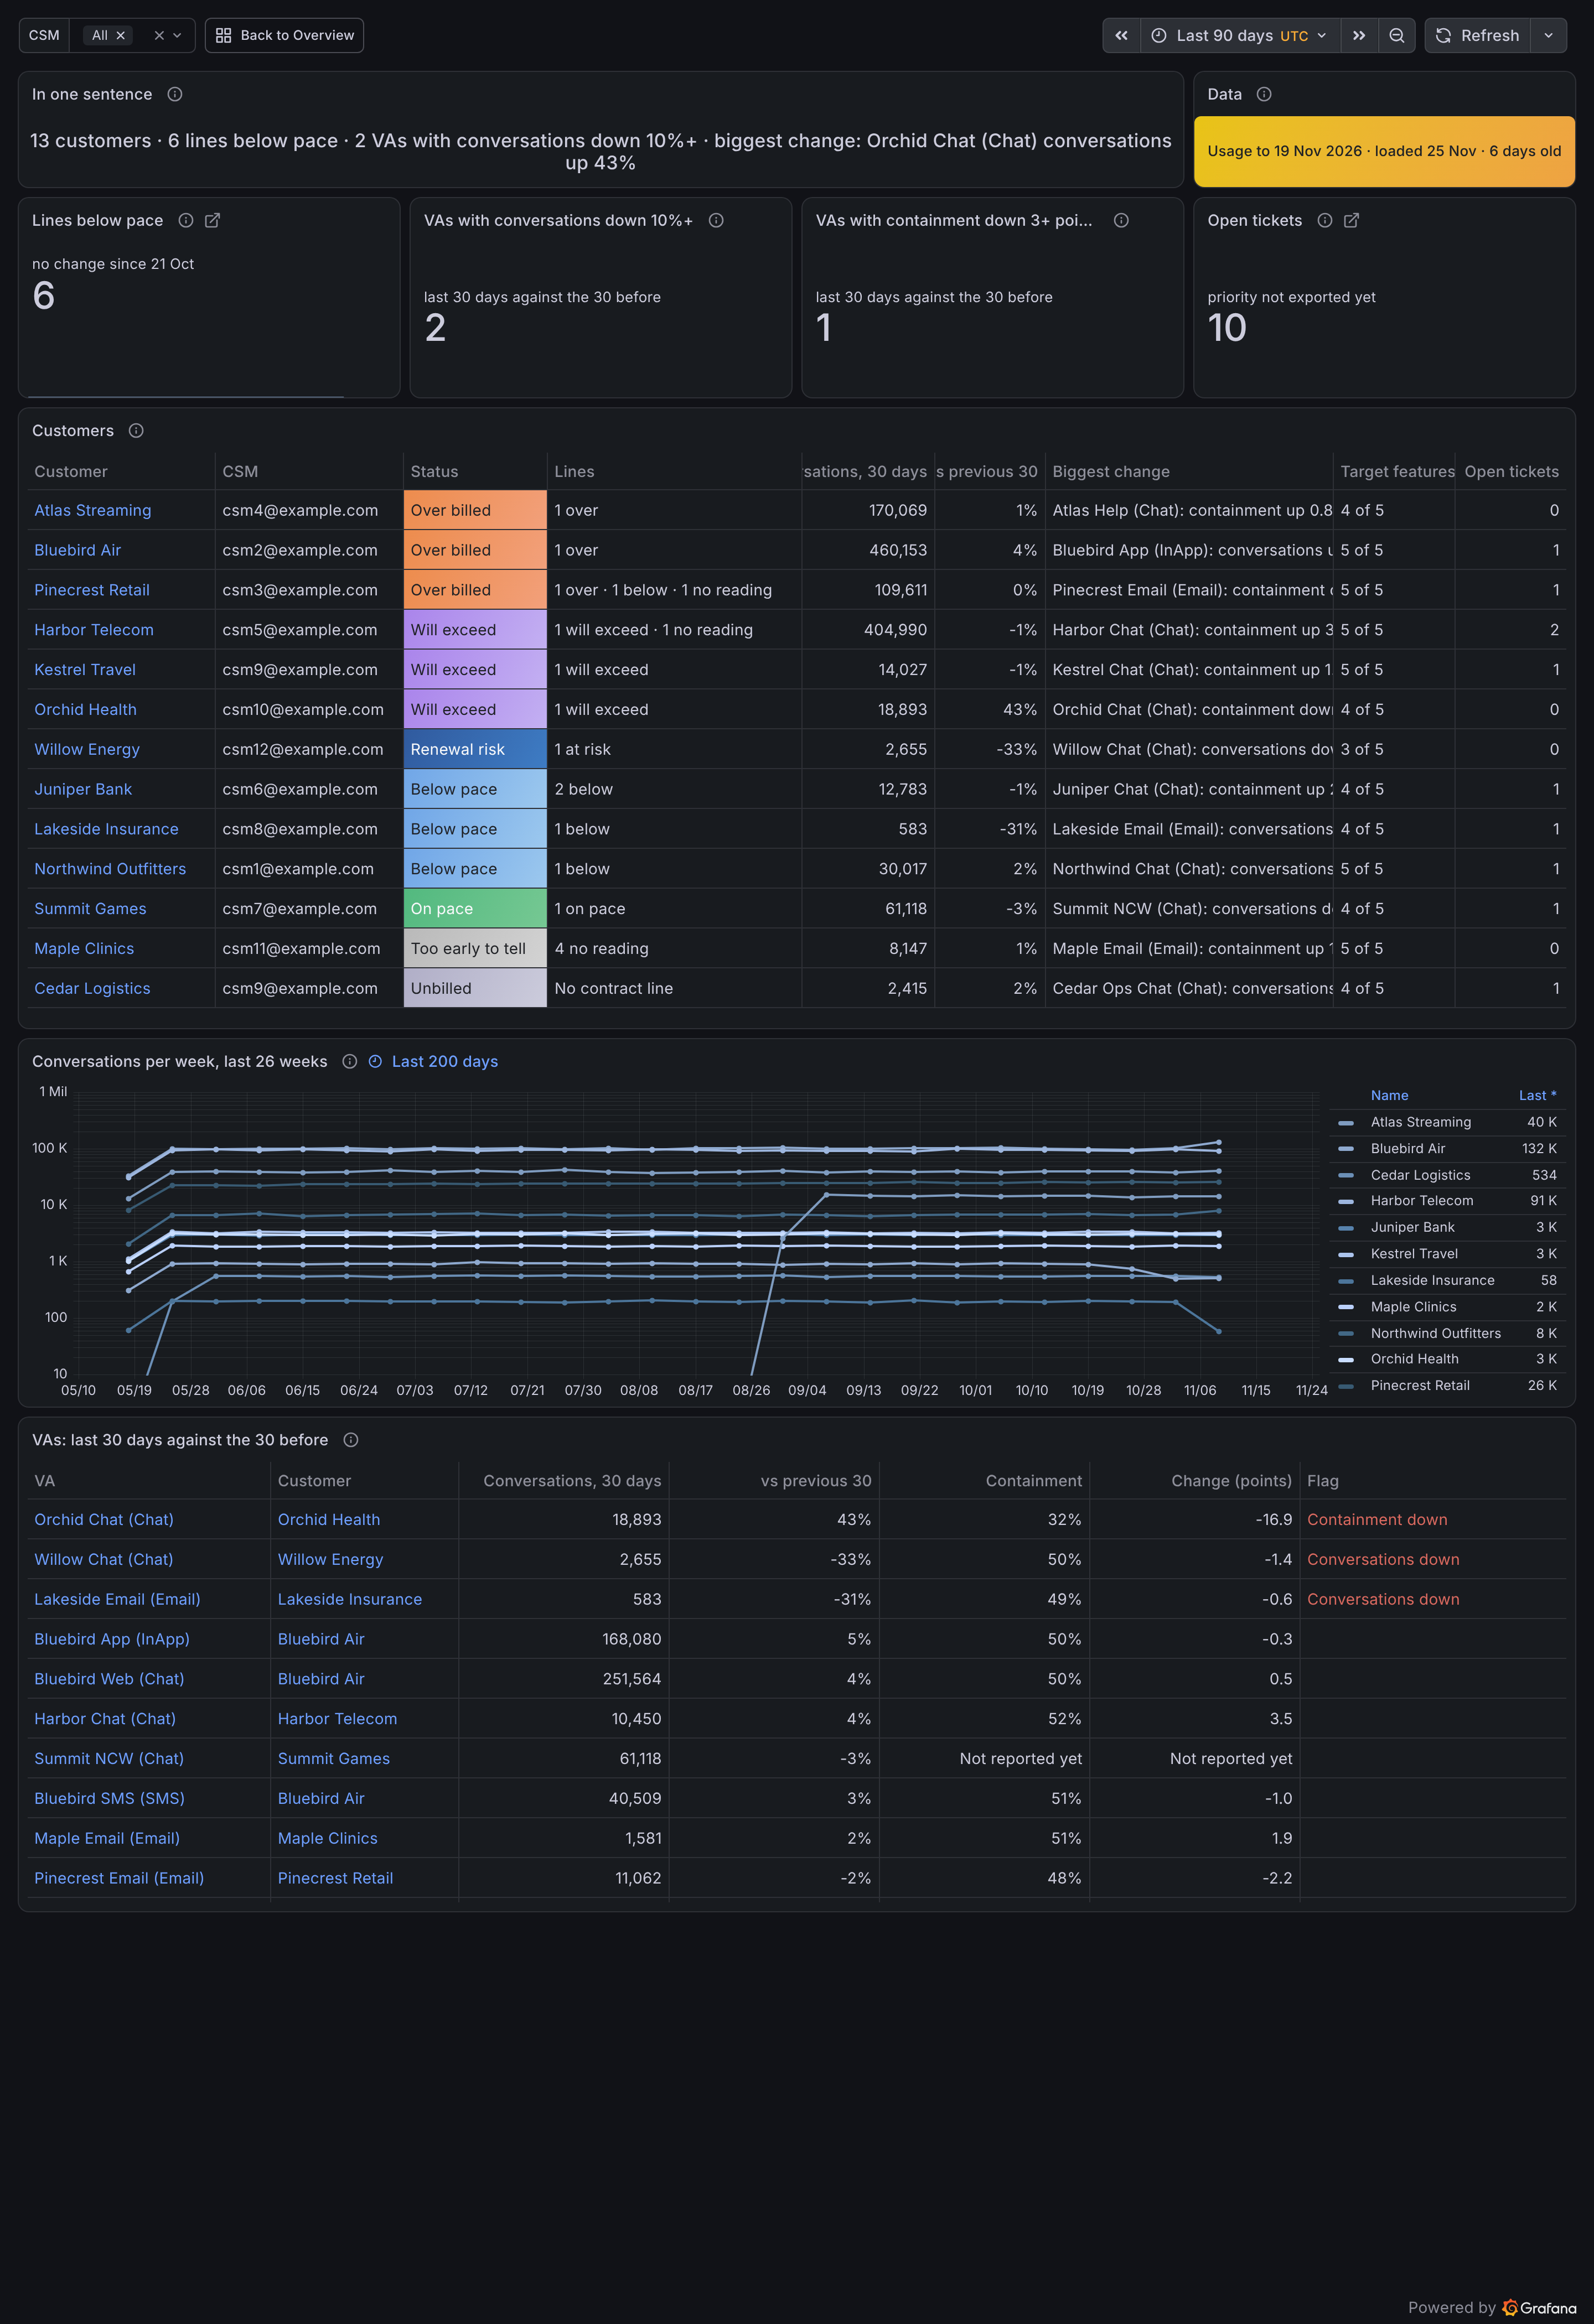 CSM All Back to Overview Last 90 days UTC Refresh
In one sentence
13 customers · 6 lines below pace · 2 VAs with conversations down 10%+ · biggest change: Orchid Chat (Chat) conversations
up 43%
Data
Usage to 19 Nov 2026 · loaded 25 Nov · 6 days old
Lines below pace
no change since 21 Oct
6
VAs with conversations down 10%+
last 30 days against the 30 before
2
VAs with containment down 3+ poi...
last 30 days against the 30 before
1
Open tickets
priority not exported yet
10
Customers
Customer CSM Status Lines sations, 30 days s previous 30 Biggest change Target features Open tickets
Atlas Streaming csm4@example.com Over billed 1 over 170,069 1% Atlas Help (Chat): containment up 0.8 4 of 5 0
Bluebird Air csm2@example.com Over billed 1 over 460,153 4% Bluebird App (InApp): conversations 5 of 5 1
Pinecrest Retail csm3@example.com Over billed 1 over · 1 below · 1 no reading 109,611 0% Pinecrest Email (Email): containment 5 of 5 1
Harbor Telecom csm5@example.com Will exceed 1 will exceed · 1 no reading 404,990 -1% Harbor Chat (Chat): containment up 3 5 of 5 2
Kestrel Travel csm9@example.com Will exceed 1 will exceed 14,027 -1% Kestrel Chat (Chat): containment up 1. 5 of 5 1
Orchid Health csm10@example.com Will exceed 1 will exceed 18,893 43% Orchid Chat (Chat): containment down 4 of 5 0
Willow Energy csm12@example.com Renewal risk 1 at risk 2,655 -33% Willow Chat (Chat): conversations dov 3 of 5 0
Juniper Bank csm6@example.com Below pace 2 below 12,783 -1% Juniper Chat (Chat): containment up 2 4 of 5 1
Lakeside Insurance csm8@example.com Below pace 1 below 583 -31% Lakeside Email (Email): conversations 4 of 5 1
Northwind Outfitters csm1@example.com Below pace 1 below 30,017 2% Northwind Chat (Chat): conversations 5 of 5 1
Summit Games csm7@example.com On pace 1 on pace 61,118 -3% Summit NCW (Chat): conversations d 4 of 5 1
Maple Clinics csm11@example.com Too early to tell 4 no reading 8,147 1% Maple Email (Email): containment up 1 5 of 5 0
Cedar Logistics csm9@example.com Unbilled No contract line 2,415 2% Cedar Ops Chat (Chat): conversations 4 of 5 1
Conversations per week, last 26 weeks Last 200 days
1 Mil
100 K
10 K
1 K
100
10
05/10 05/19 05/28 06/06 06/15 06/24 07/03 07/12 07/21 07/30 08/08 08/17 08/26 09/04 09/13 09/22 10/01 10/10 10/19 10/28 11/06 11/15 11/24
Name Last *
Atlas Streaming 40 K
Bluebird Air 132 K
Cedar Logistics 534
Harbor Telecom 91 K
Juniper Bank 3 K
Kestrel Travel 3 K
Lakeside Insurance 58
Maple Clinics 2 K
Northwind Outfitters 8 K
Orchid Health 3 K
Pinecrest Retail 26 K
VAs: last 30 days against the 30 before
VA Customer Conversations, 30 days vs previous 30 Containment Change (points) Flag
Orchid Chat (Chat) Orchid Health 18,893 43% 32% -16.9 Containment down
Willow Chat (Chat) Willow Energy 2,655 -33% 50% -1.4 Conversations down
Lakeside Email (Email) Lakeside Insurance 583 -31% 49% -0.6 Conversations down
Bluebird App (InApp) Bluebird Air 168,080 5% 50% -0.3
Bluebird Web (Chat) Bluebird Air 251,564 4% 50% 0.5
Harbor Chat (Chat) Harbor Telecom 10,450 4% 52% 3.5
Summit NCW (Chat) Summit Games 61,118 -3% Not reported yet Not reported yet
Bluebird SMS (SMS) Bluebird Air 40,509 3% 51% -1.0
Maple Email (Email) Maple Clinics 1,581 2% 51% 1.9
Pinecrest Email (Email) Pinecrest Retail 11,062 -2% 48% -2.2
Powered by Grafana